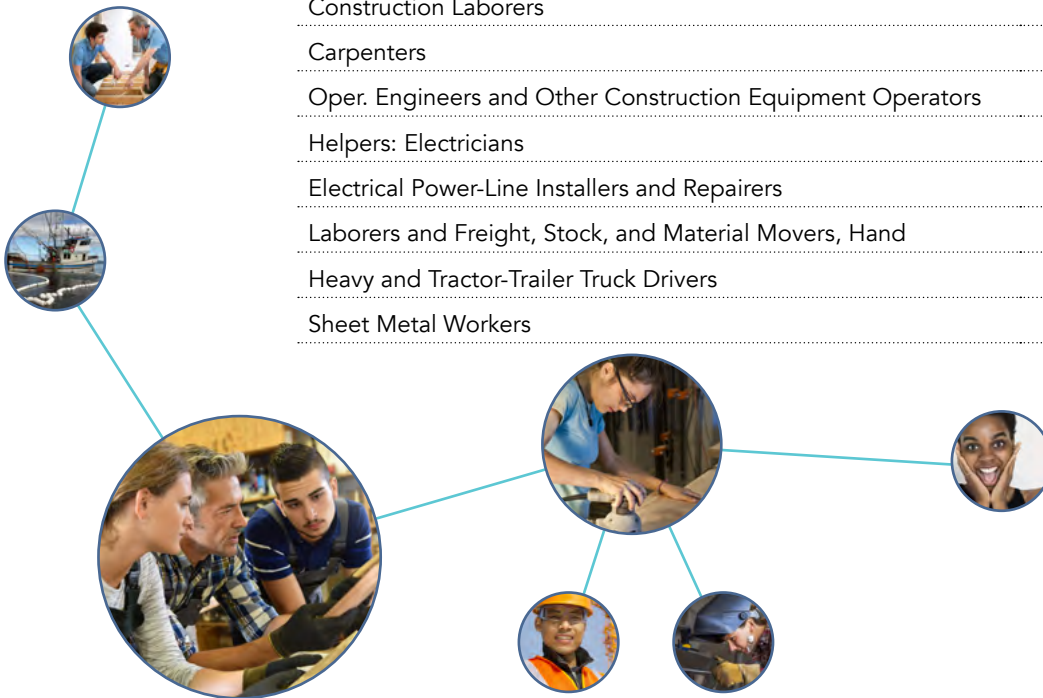 Construction Laborers
Carpenters
Oper. Engineers and Other Construction Equipment Operators
Helpers: Electricians
Electrical Power-Line Installers and Repairers
Laborers and Freight, Stock, and Material Movers, Hand
Heavy and Tractor-Trailer Truck Drivers
Sheet Metal Workers